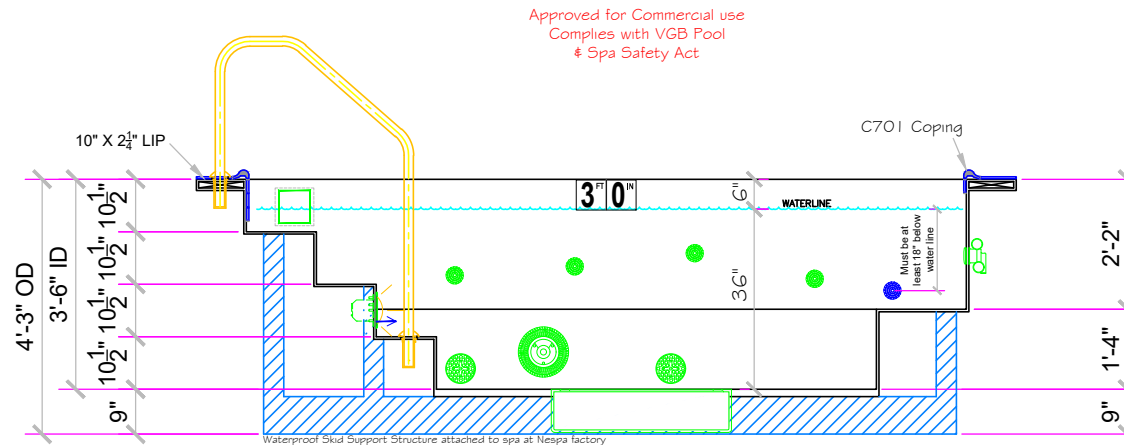 Approved for Commercial use
Complies with VGB Pool
& Spa Safety Act
10" X 2¼" LIP
C701 Coping
3 FT 0 IN
6"
WATERLINE
36"
Must be at
least 18" below
water line
4'-3" OD
3'-6" ID
10½"
10½"
10½"
10½"
9"
2'-2"
1'-4"
9"
Waterproof Skid Support Structure attached to spa at Nespa factory